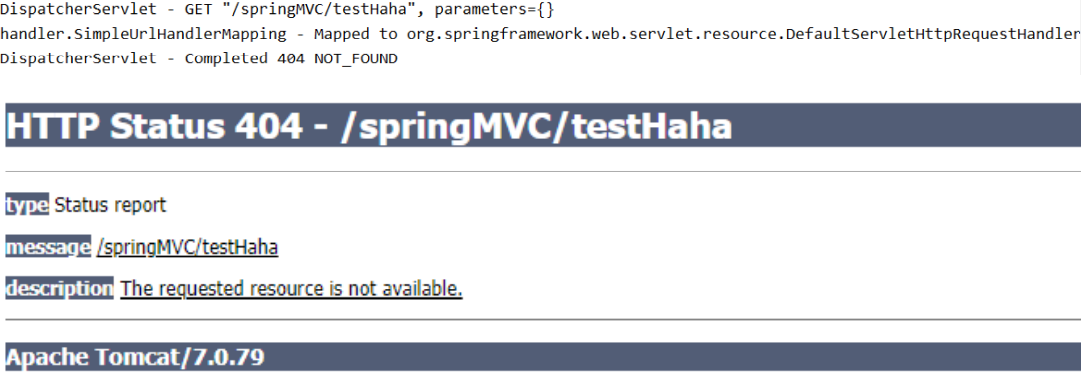 DispatcherServlet - GET "/springMVC/testHaha", parameters={}
handler.SimpleUrlHandlerMapping - Mapped to org.springframework.web.servlet.resource.DefaultServletHttpRequestHandler
DispatcherServlet - Completed 404 NOT_FOUND
HTTP Status 404 - /springMVC/testHaha
type Status report
message /springMVC/testHaha
description The requested resource is not available.
Apache Tomcat/7.0.79